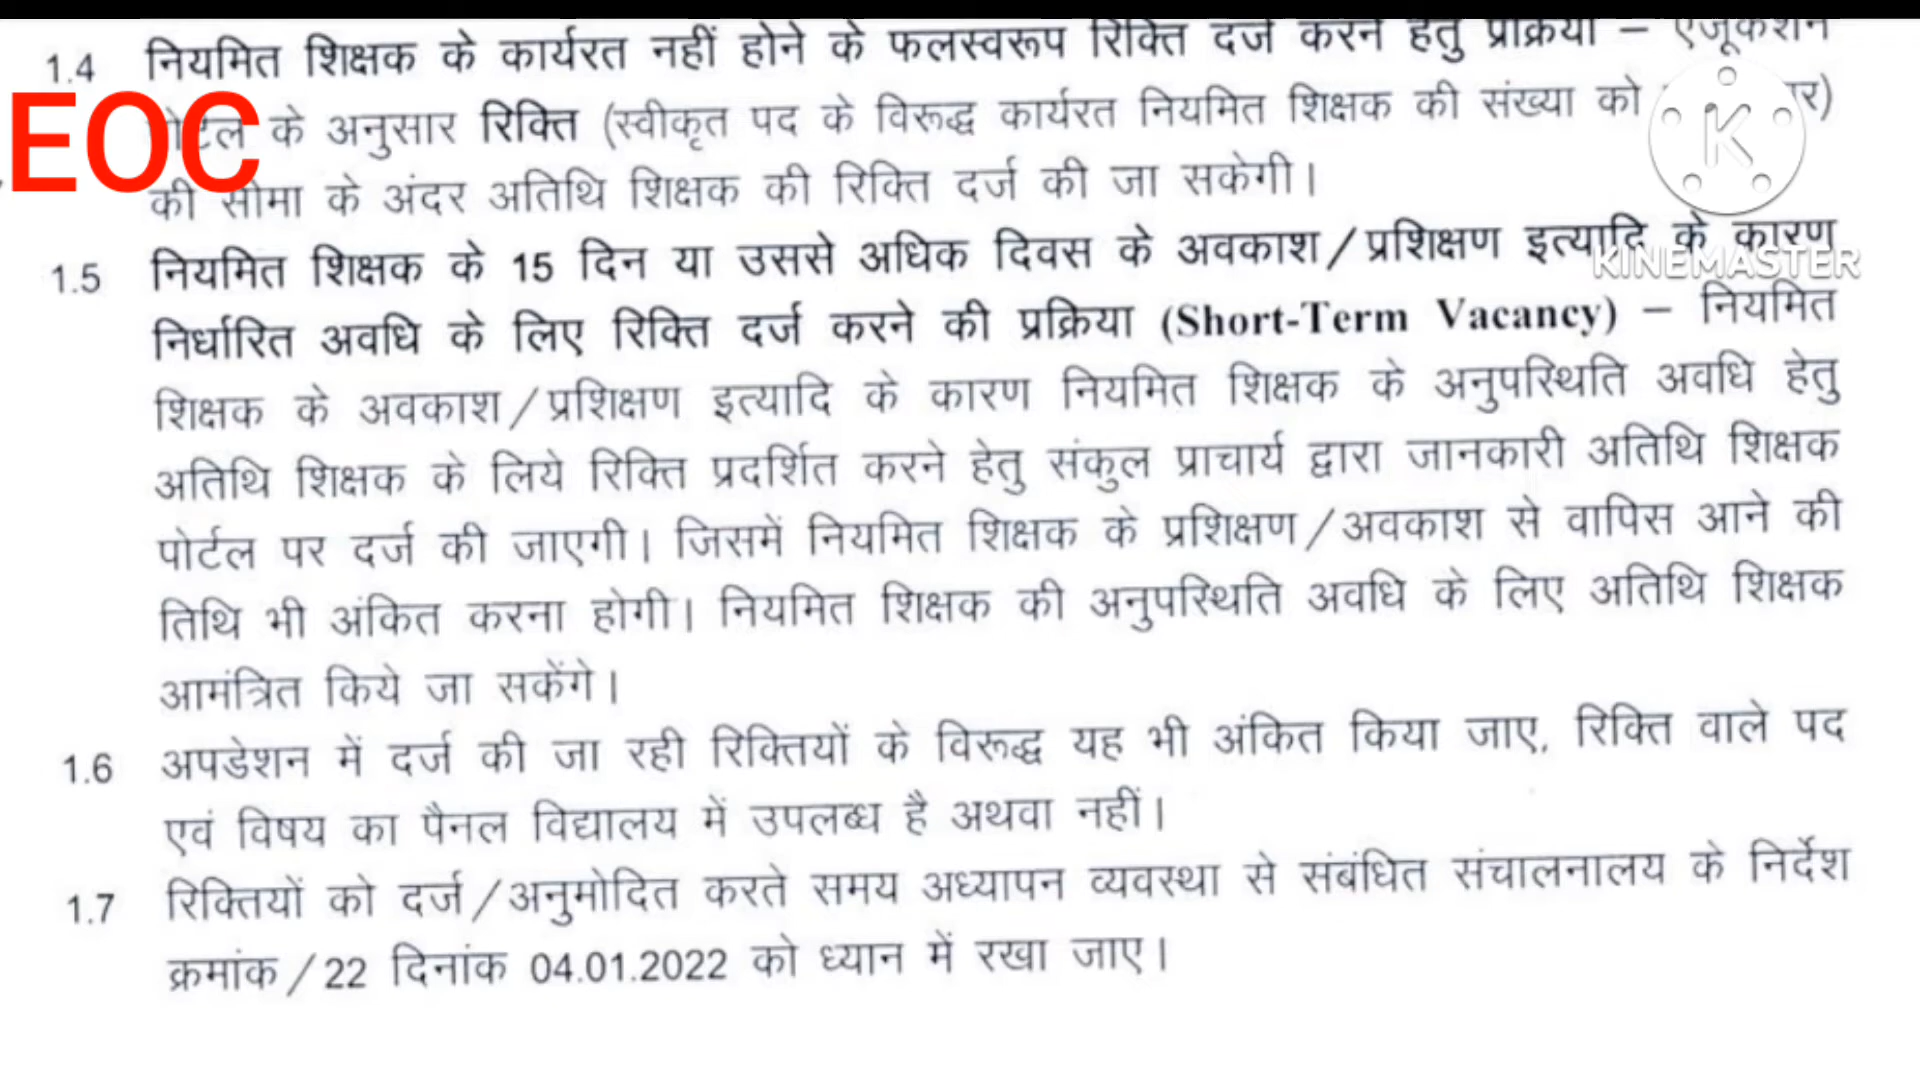 1.4 नियमित शिक्षक के कार्यरत नहीं होने के फलस्वरूप रिक्ति दर्ज करने हेतु प्रक्रिया – एजूकेशन
EOC
के अनुसार रिक्ति (स्वीकृत पद के विरूद्ध कार्यरत नियमित शिक्षक की संख्या को
की सीमा के अंदर अतिथि शिक्षक की रिक्ति दर्ज की जा सकेगी।
1.5 नियमित शिक्षक के 15 दिन या उससे अधिक दिवस के अवकाश/प्रशिक्षण इत्यादि के कारण
KINEMASTER
निर्धारित अवधि के लिए रिक्ति दर्ज करने की प्रक्रिया (Short-Term Vacancy) – नियमित
शिक्षक के अवकाश/प्रशिक्षण इत्यादि के कारण नियमित शिक्षक के अनुपस्थिति अवधि हेतु
अतिथि शिक्षक के लिये रिक्ति प्रदर्शित करने हेतु संकुल प्राचार्य द्वारा जानकारी अतिथि शिक्षक
पोर्टल पर दर्ज की जाएगी। जिसमें नियमित शिक्षक के प्रशिक्षण/अवकाश से वापिस आने की
तिथि भी अंकित करना होगी। नियमित शिक्षक की अनुपस्थिति अवधि के लिए अतिथि शिक्षक
आमंत्रित किये जा सकेंगे।
1.6 अपडेशन में दर्ज की जा रही रिक्तियों के विरूद्ध यह भी अंकित किया जाए, रिक्ति वाले पद
एवं विषय का पैनल विद्यालय में उपलब्ध है अथवा नहीं।
1.7 रिक्तियों को दर्ज/अनुमोदित करते समय अध्यापन व्यवस्था से संबंधित संचालनालय के निर्देश
क्रमांक/22 दिनांक 04.01.2022 को ध्यान में रखा जाए।